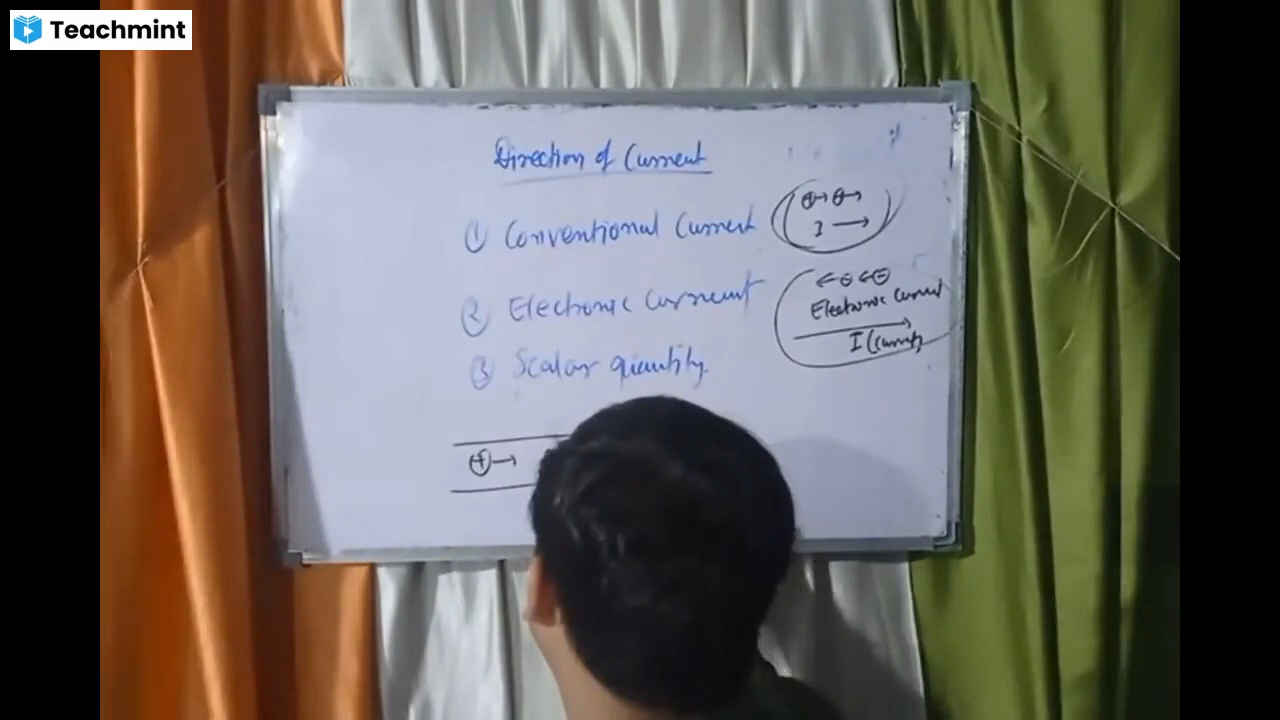 Teachmint
Direction of Current
① Conventional Current
⊕→ ⊕→
I →
② Electronic Current
←⊖ ←⊖
Electronic Current
I (current)
③ Scalar quantity.
⊕→